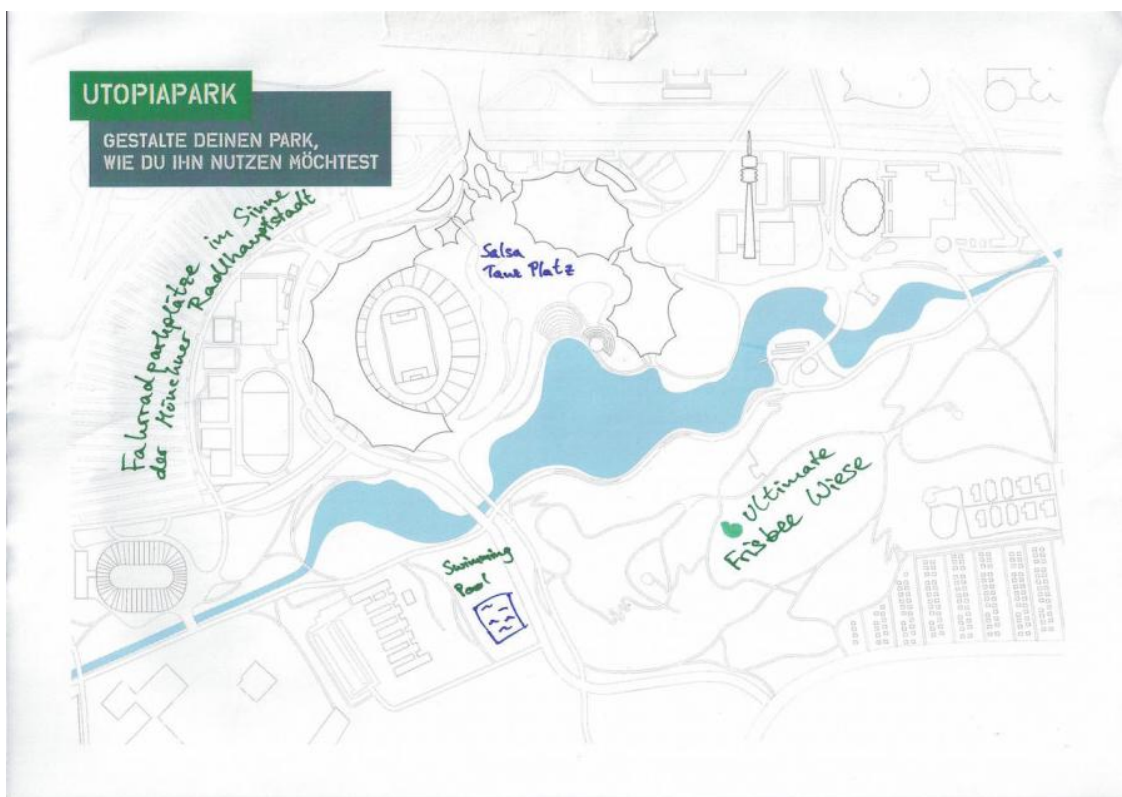 UTOPIAPARK
GESTALTE DEINEN PARK,
WIE DU IHN NUTZEN MÖCHTEST
Fahrradparkplätze im Sinne
der Münchner Radlhauptstadt
Salsa
Tanz Platz
Ultimate
Frisbee Wiese
Swimming
Pool